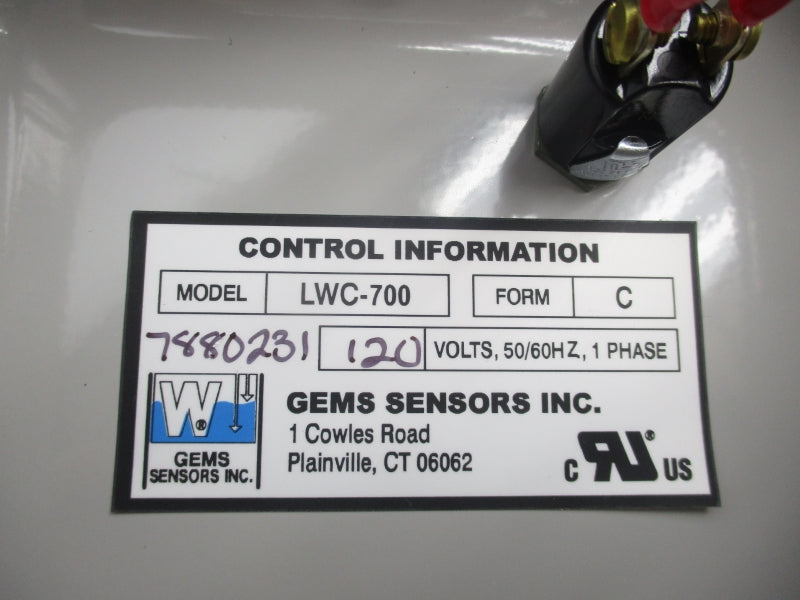 CONTROL INFORMATION
MODEL LWC-700 FORM C
7880231 120 VOLTS, 50/60HZ, 1 PHASE
W®
GEMS
SENSORS INC.
GEMS SENSORS INC.
1 Cowles Road
Plainville, CT 06062
C RU® US